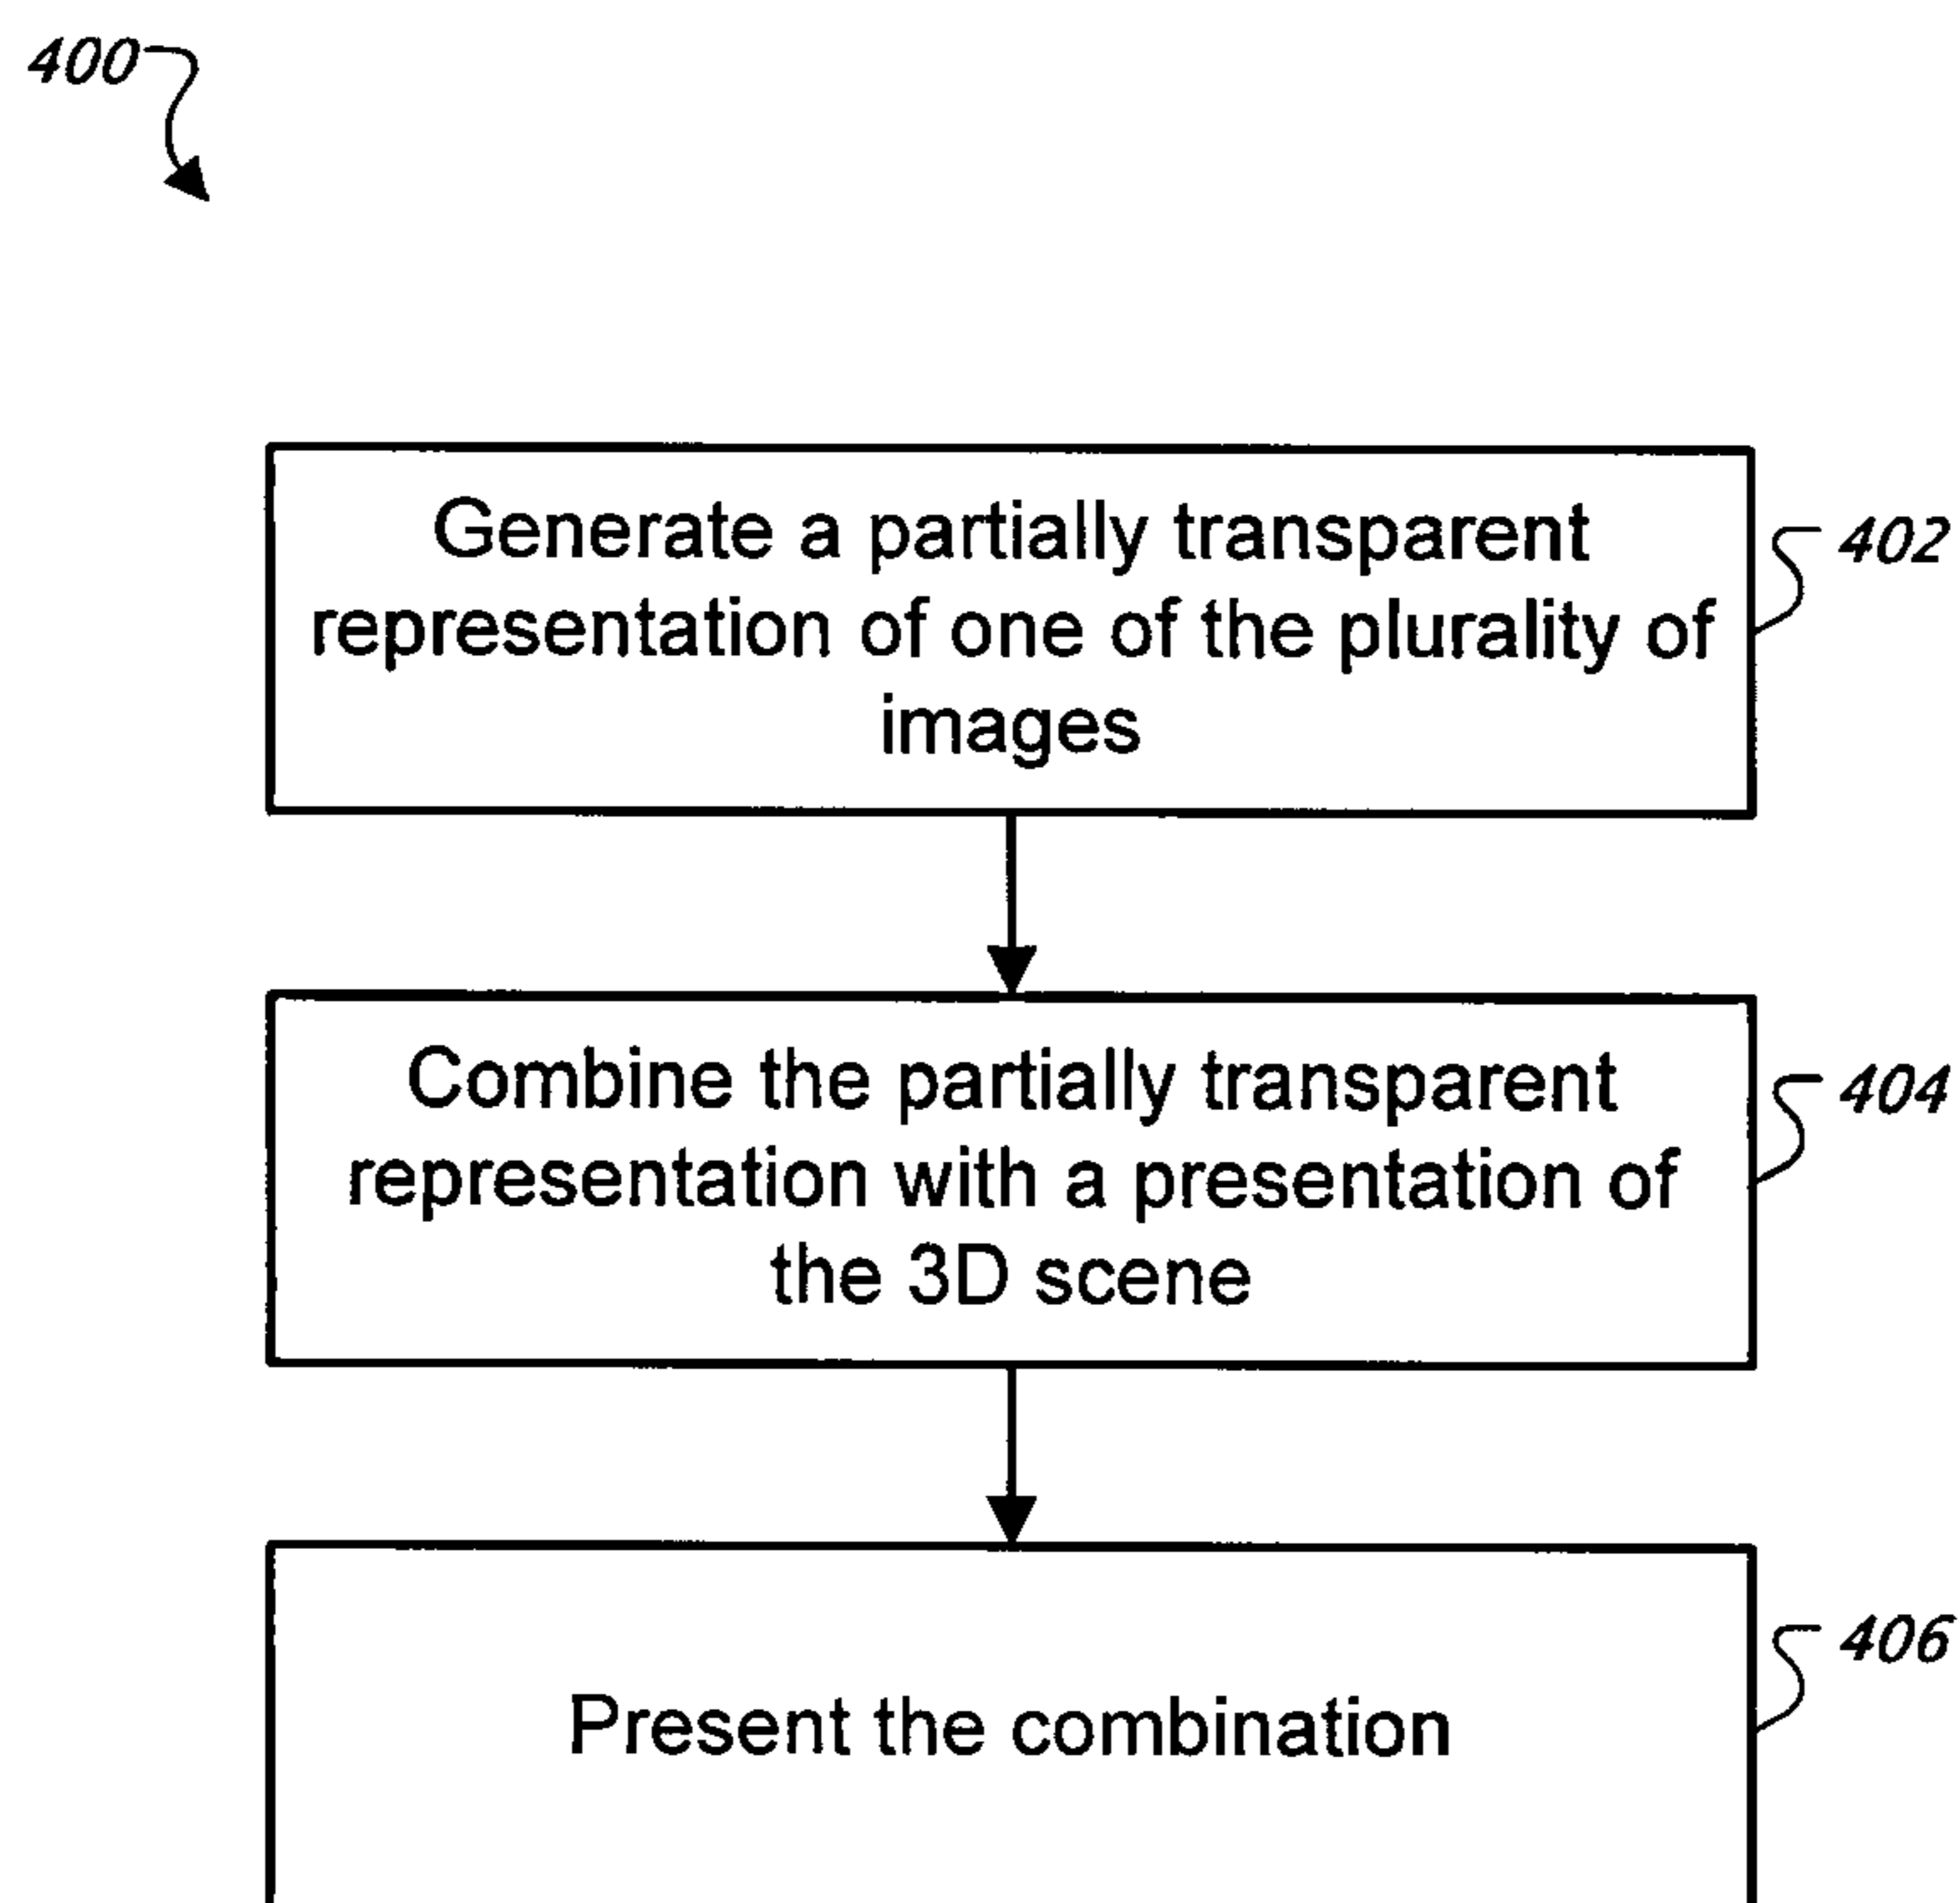 400
Generate a partially transparent
representation of one of the plurality of
images
402
Combine the partially transparent
representation with a presentation of
the 3D scene
404
Present the combination
406